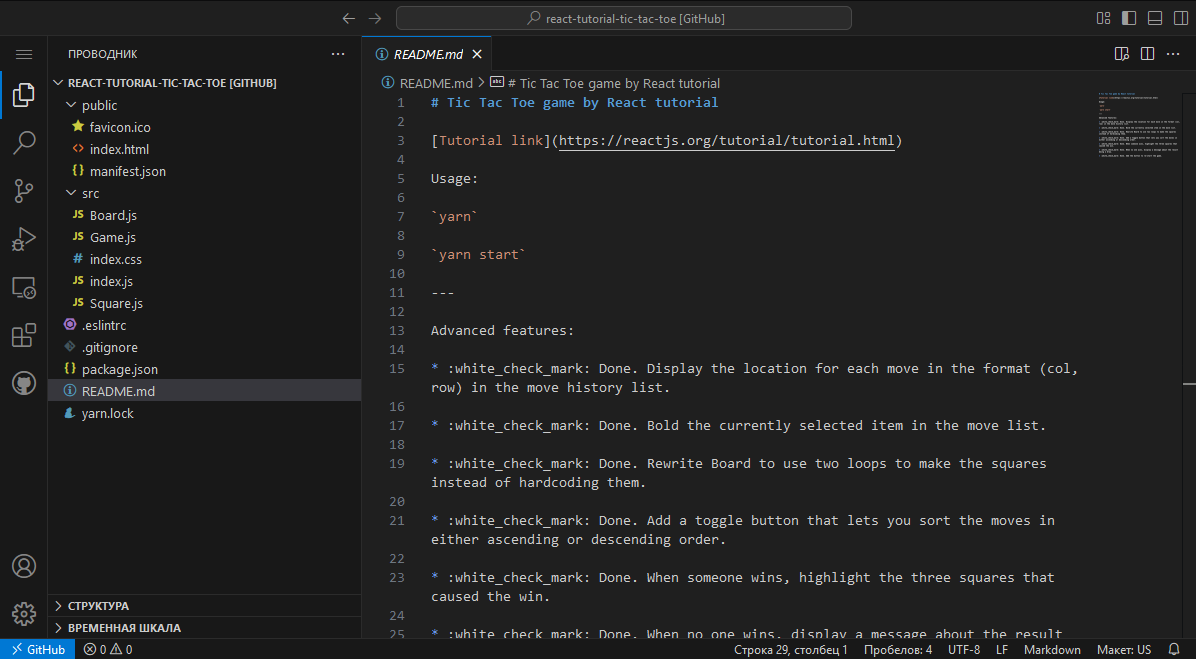 react-tutorial-tic-tac-toe [GitHub]
ПРОВОДНИК
REACT-TUTORIAL-TIC-TAC-TOE [GITHUB]
public
favicon.ico
index.html
manifest.json
src
Board.js
Game.js
index.css
index.js
Square.js
.eslintrc
.gitignore
package.json
README.md
yarn.lock
СТРУКТУРА
ВРЕМЕННАЯ ШКАЛА
README.md
README.md > # Tic Tac Toe game by React tutorial
1 # Tic Tac Toe game by React tutorial
2
3 [Tutorial link](https://reactjs.org/tutorial/tutorial.html)
4
5 Usage:
6
7 `yarn`
8
9 `yarn start`
10
11 ---
12
13 Advanced features:
14
15 * :white_check_mark: Done. Display the location for each move in the format (col,
row) in the move history list.
16
17 * :white_check_mark: Done. Bold the currently selected item in the move list.
18
19 * :white_check_mark: Done. Rewrite Board to use two loops to make the squares
instead of hardcoding them.
20
21 * :white_check_mark: Done. Add a toggle button that lets you sort the moves in
either ascending or descending order.
22
23 * :white_check_mark: Done. When someone wins, highlight the three squares that
caused the win.
24
25 * :white_check_mark: Done. When no one wins, display a message about the result
GitHub 0 0 Строка 29, столбец 1 Пробелов: 4 UTF-8 LF Markdown Макет: US